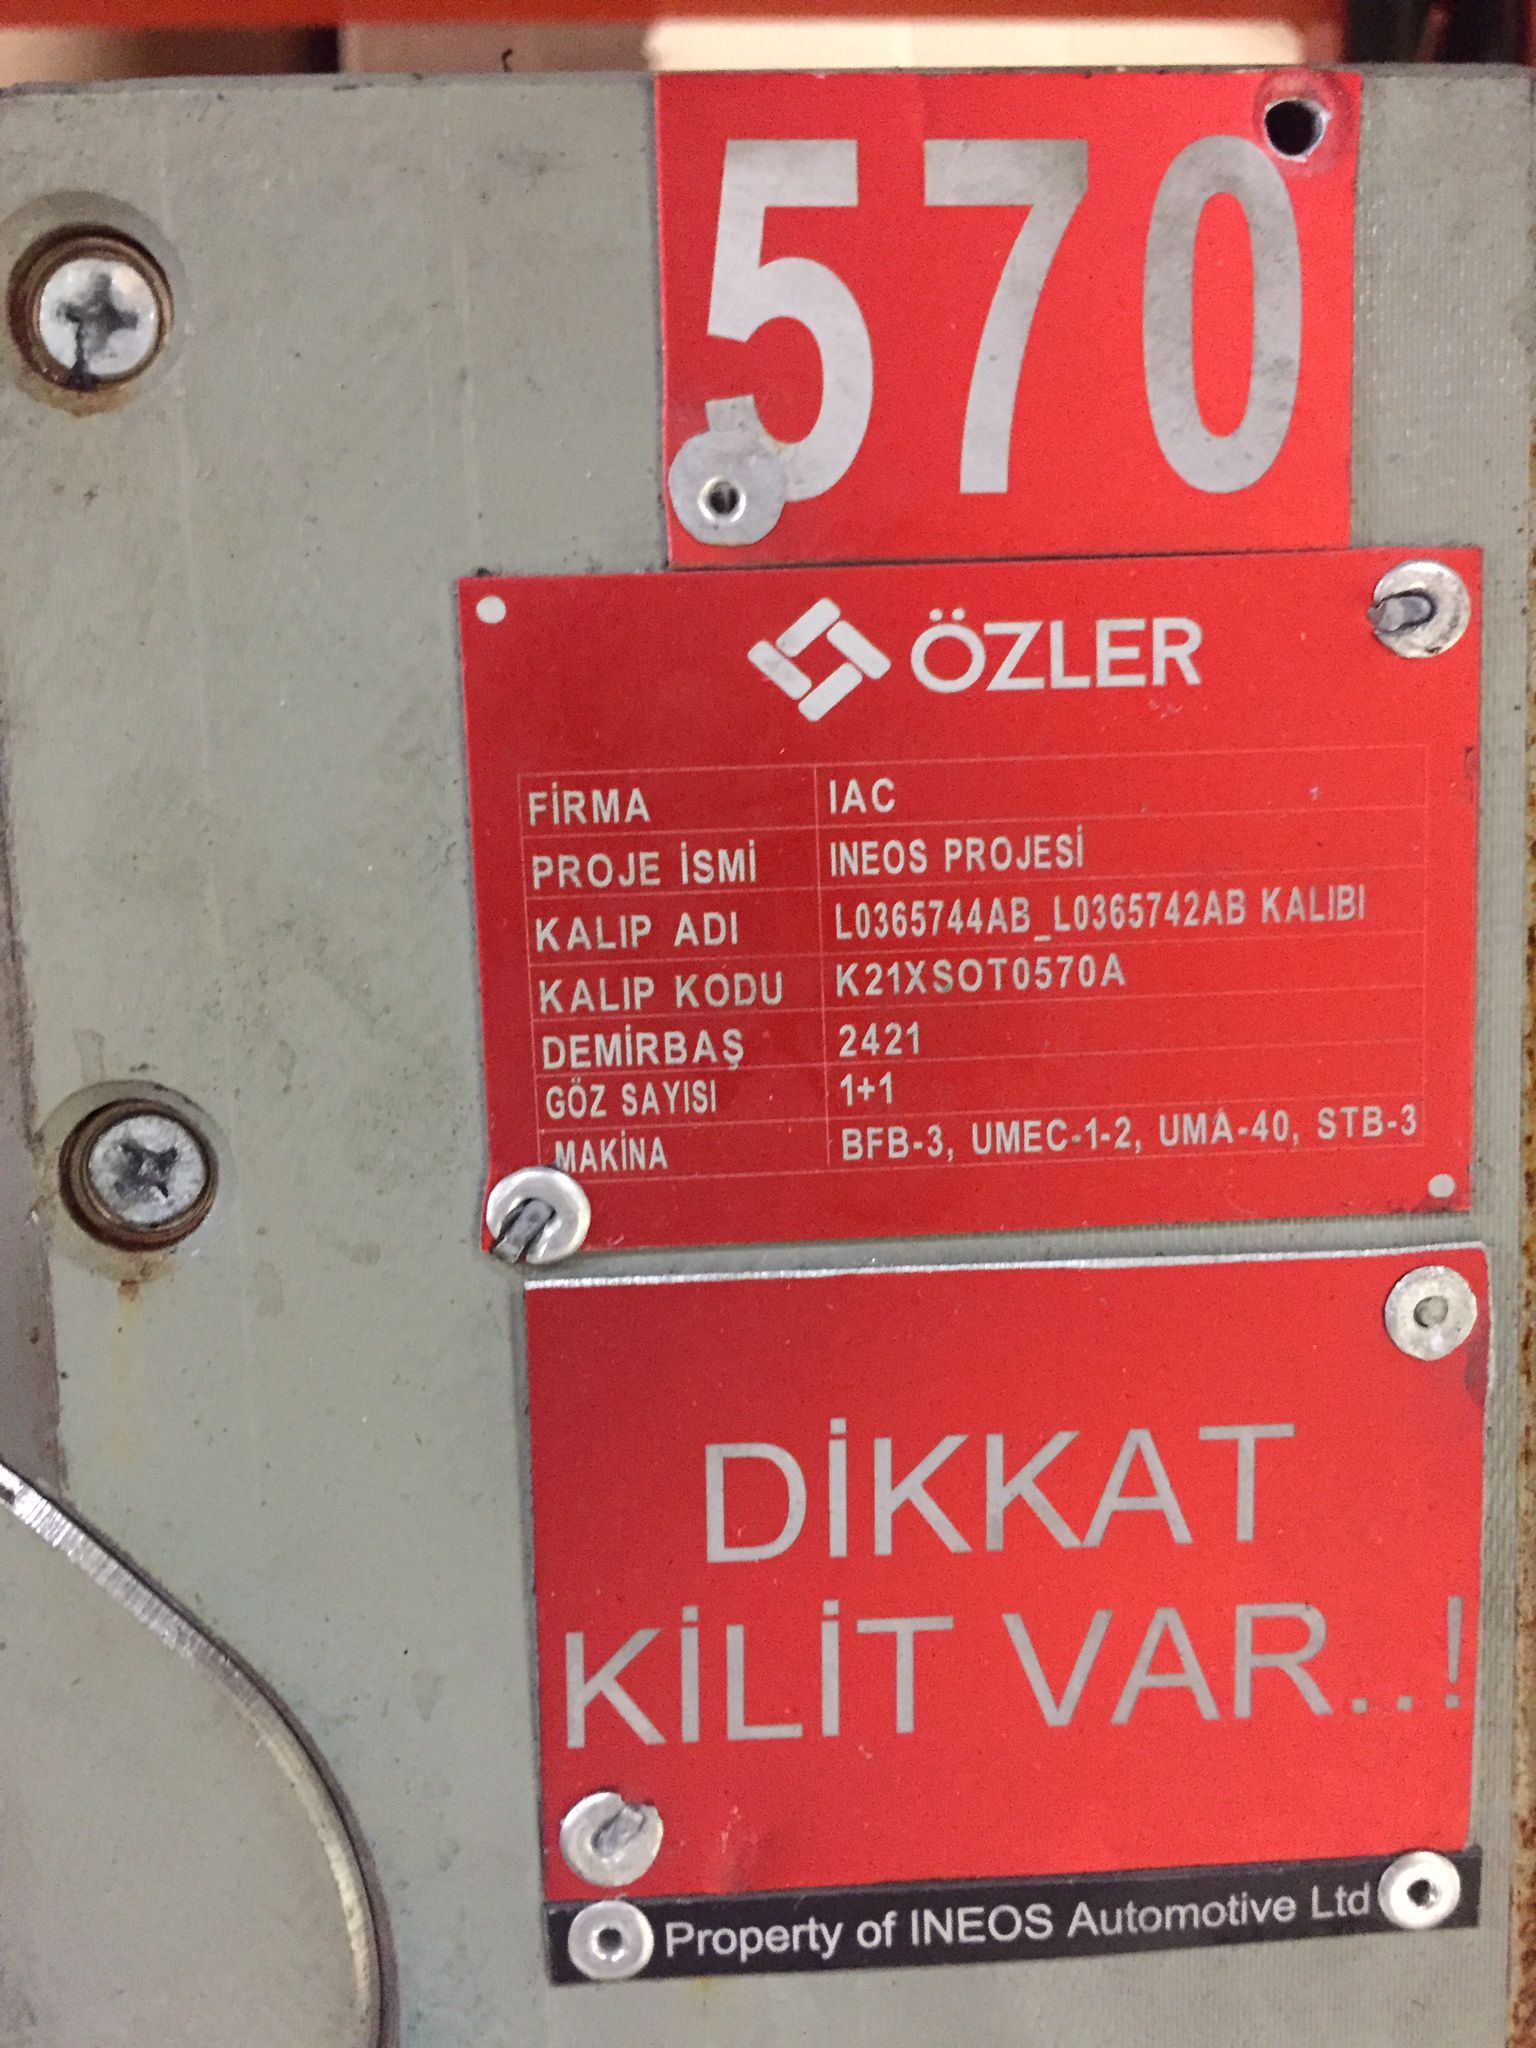 570
ÖZLER
FİRMA IAC
PROJE İSMİ INEOS PROJESİ
KALIP ADI L0365744AB_L0365742AB KALIBI
KALIP KODU K21XSOT0570A
DEMİRBAŞ 2421
GÖZ SAYISI 1+1
MAKİNA BFB-3, UMEC-1-2, UMA-40, STB-3
DİKKAT
KİLİT VAR..!
Property of INEOS Automotive Ltd